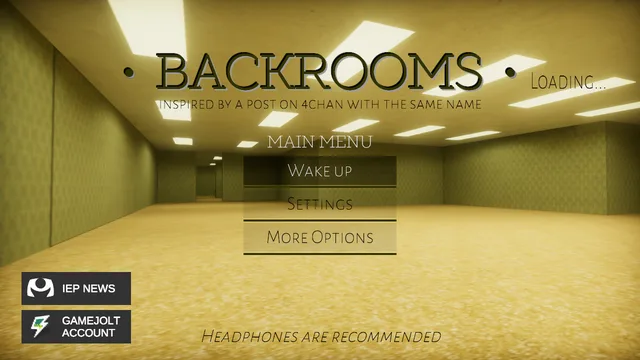 • BACKROOMS •
Loading...
INSPIRED BY A POST ON 4CHAN WITH THE SAME NAME
MAIN MENU
Wake up
Settings
More Options
IEP NEWS
GAMEJOLT
ACCOUNT
Headphones are recommended